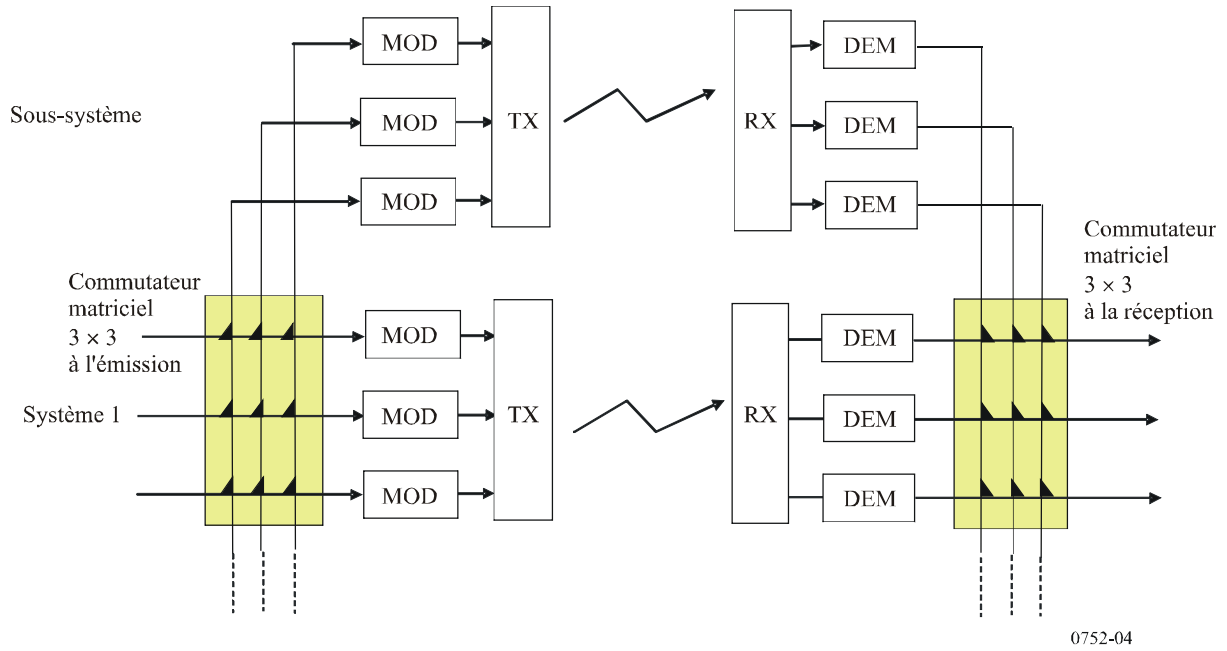 MOD
DEM
Sous-système
MOD
TX
RX
DEM
MOD
DEM
Commutateur
matriciel
3 × 3
à la réception
Commutateur
matriciel
3 × 3
à l'émission
MOD
DEM
Système 1
MOD
TX
RX
DEM
MOD
DEM
0752-04